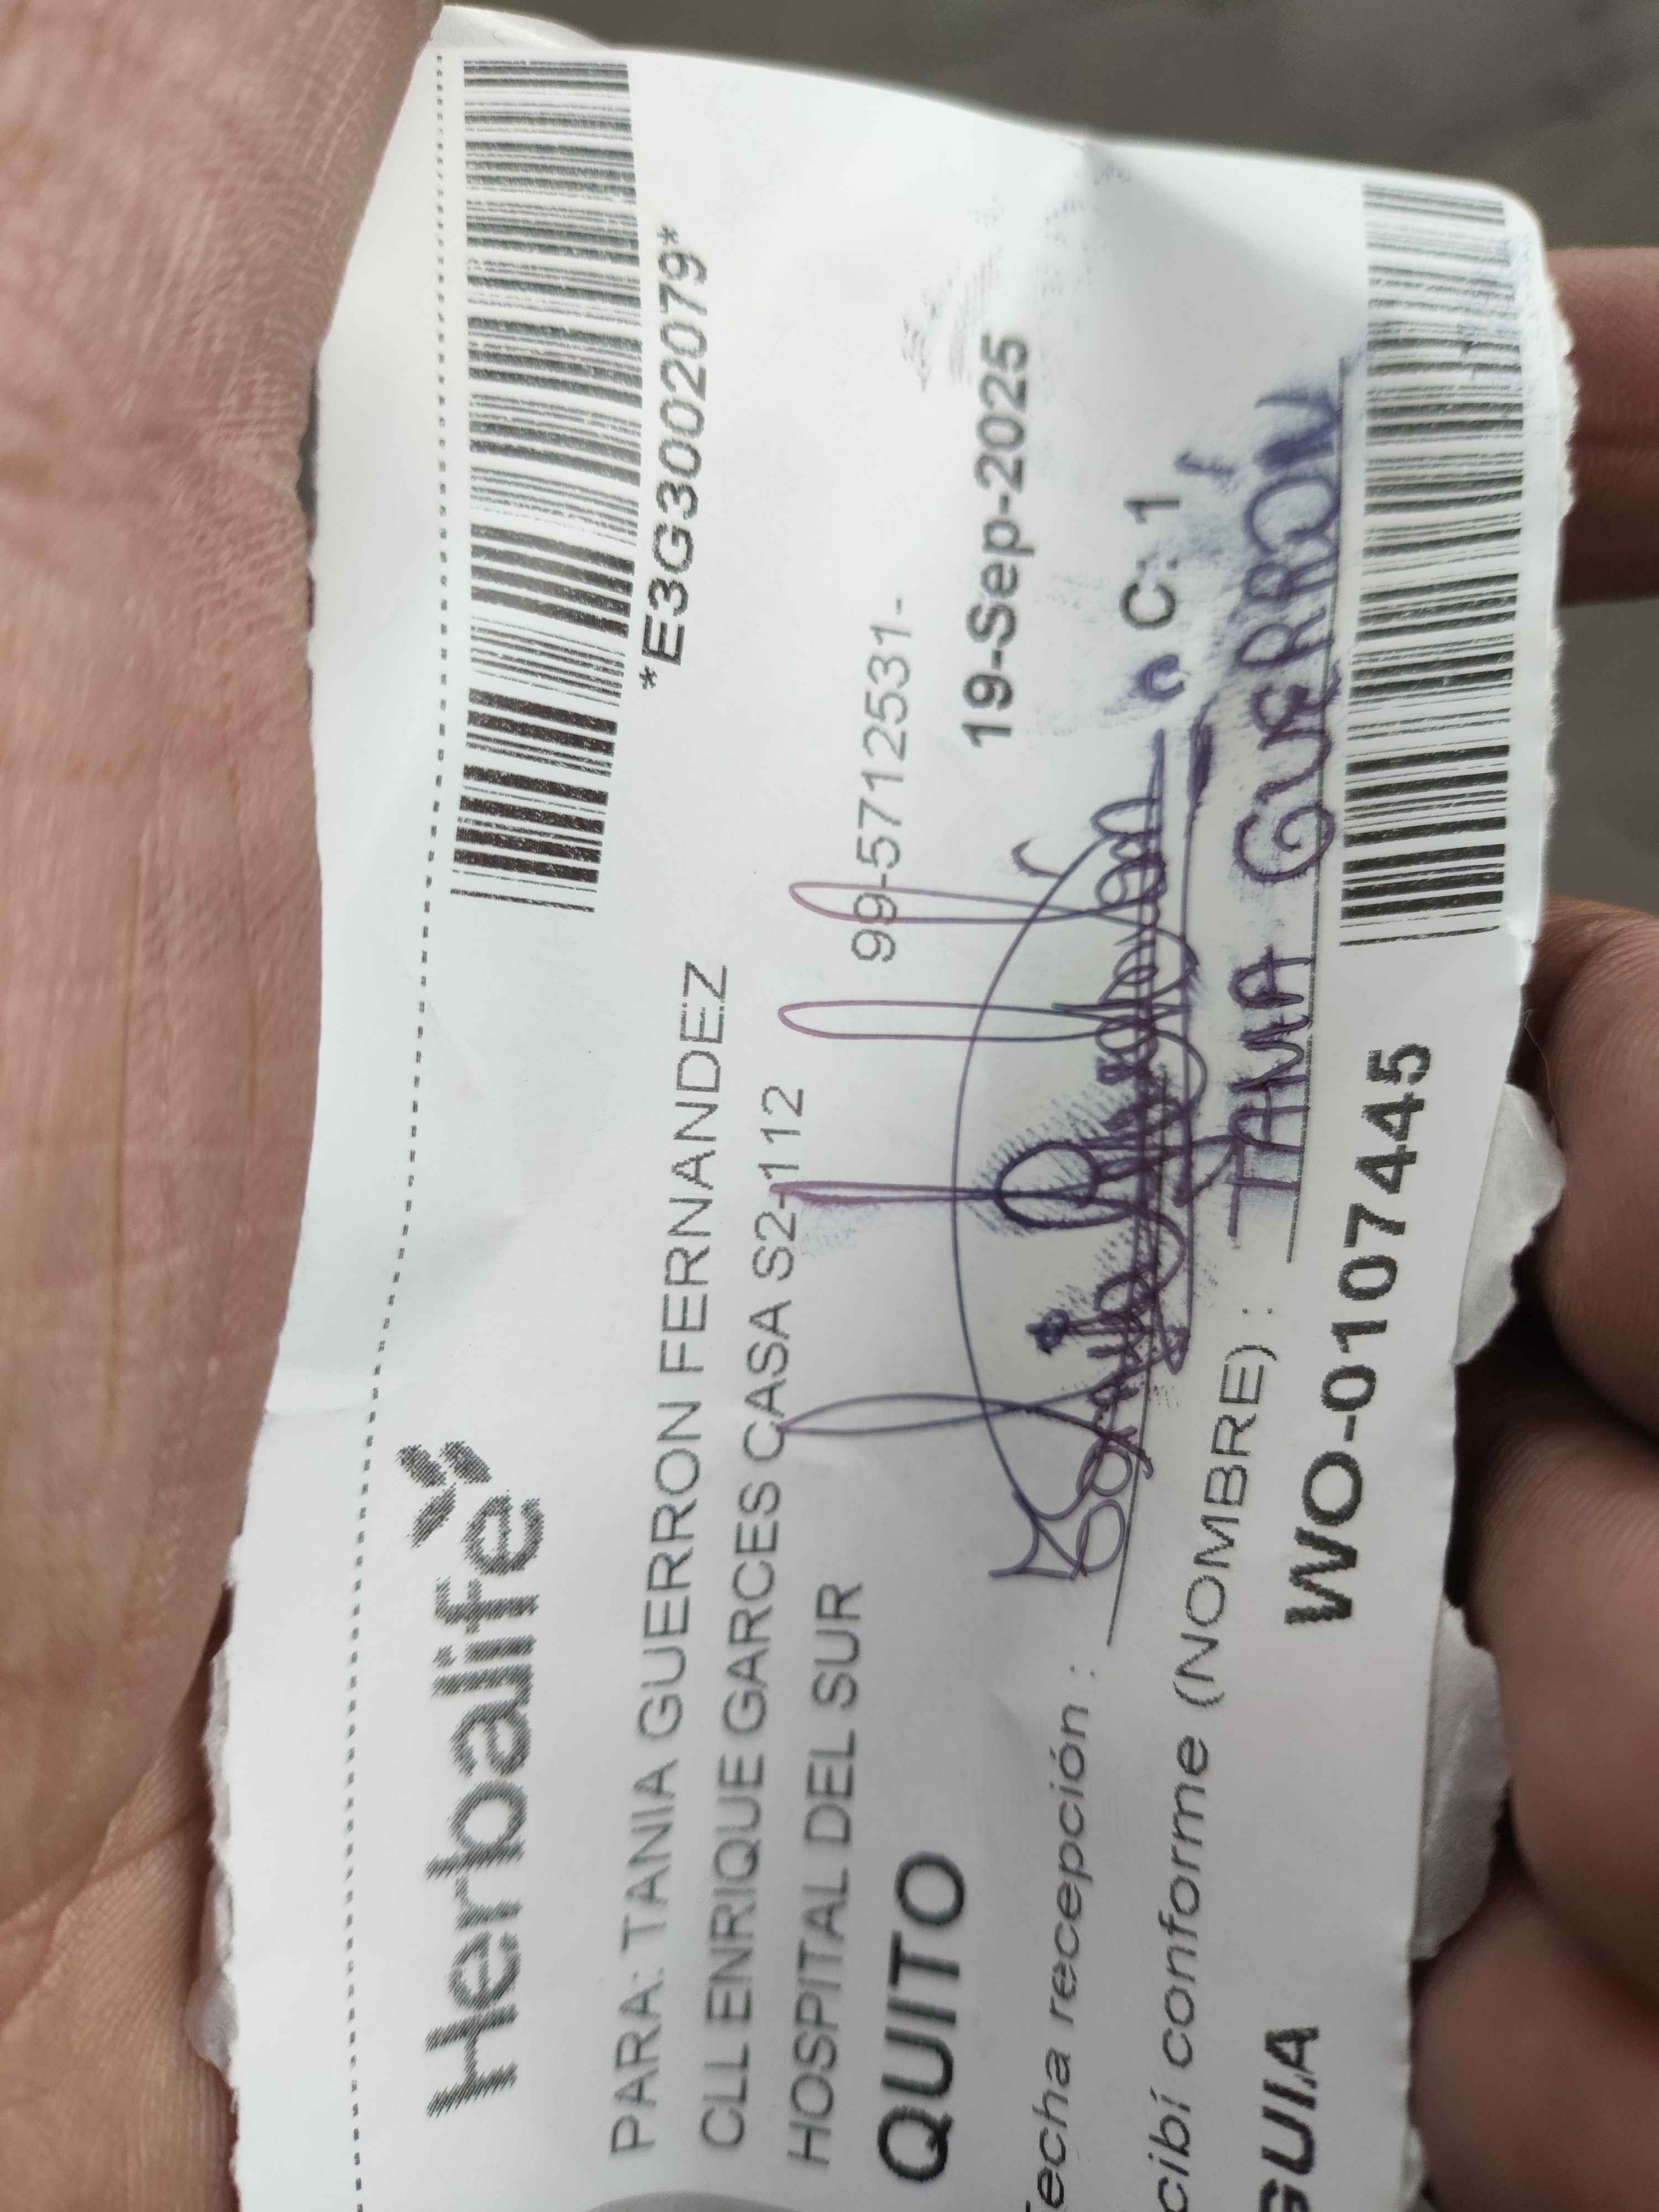 Herbalife
*E3G3002079*
PARA: TANIA GUERRON FERNANDEZ
CLL ENRIQUE GARCES CASA S2-112
HOSPITAL DEL SUR
99-5712531-
QUITO
19-Sep-2025
echa recepción :
C: 1
cibí conforme (NOMBRE) :
TANIA GUERRÓN
GUIA
WO-0107445